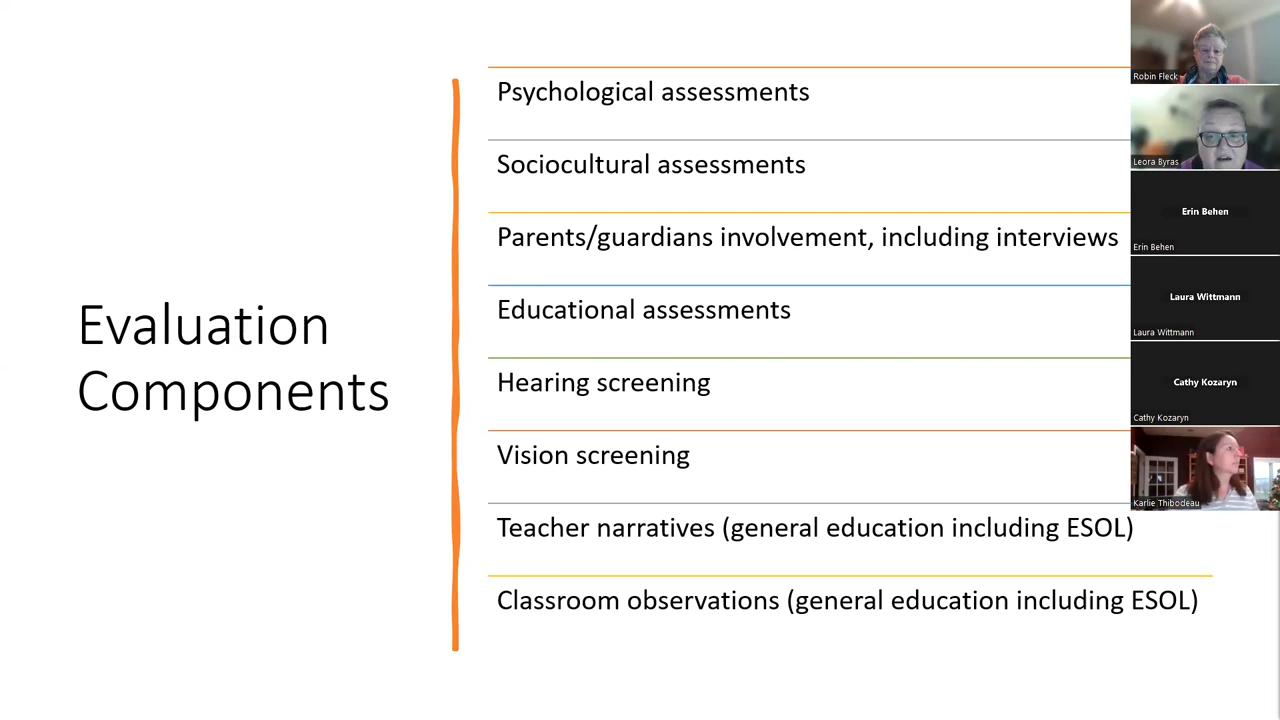 Evaluation
Components
Psychological assessments
Sociocultural assessments
Parents/guardians involvement, including interviews
Educational assessments
Hearing screening
Vision screening
Teacher narratives (general education including ESOL)
Classroom observations (general education including ESOL)
Robin Fleck
Leora Byras
Erin Behen
Erin Behen
Laura Wittmann
Laura Wittmann
Cathy Kozaryn
Cathy Kozaryn
Karlie Thibodeau